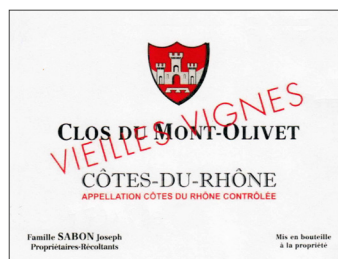 VIEILLES VIGNES
CLOS DU MONT-OLIVET
CÔTES-DU-RHÔNE
APPELLATION CÔTES DU RHÔNE CONTRÔLÉE
Famille SABON Joseph
Propriétaires-Récoltants
Mis en bouteille
à la propriété